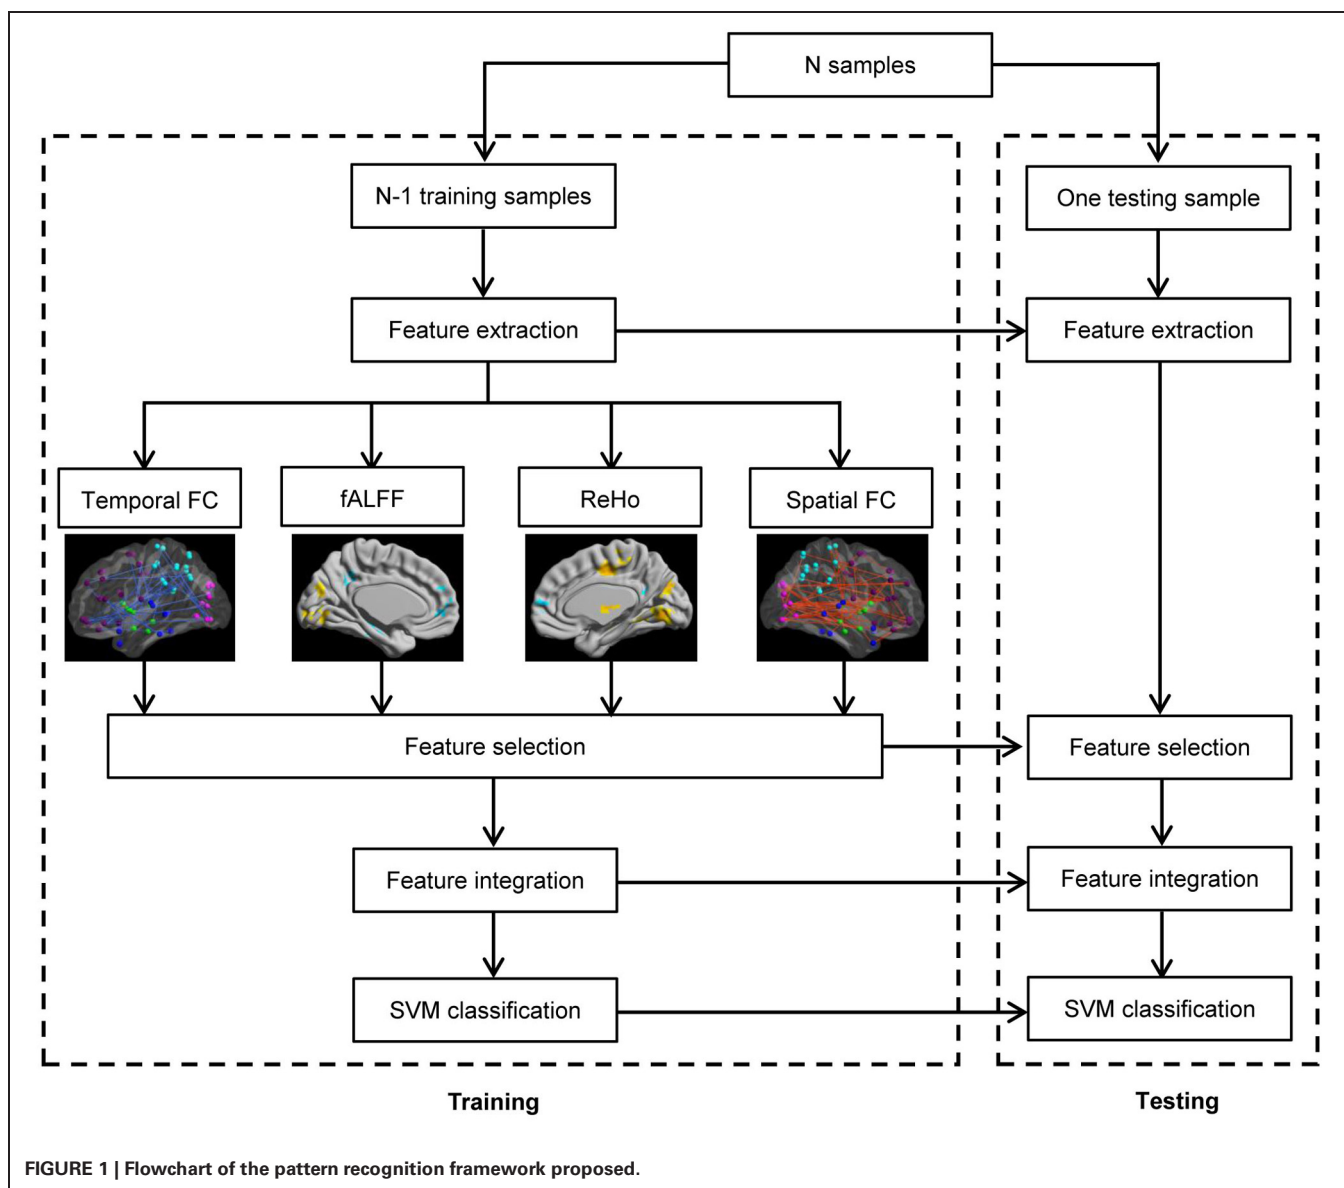 N samples
N-1 training samples
One testing sample
Feature extraction
Feature extraction
Temporal FC
fALFF
ReHo
Spatial FC
Feature selection
Feature selection
Feature integration
Feature integration
SVM classification
SVM classification
Training
Testing
FIGURE 1 | Flowchart of the pattern recognition framework proposed.